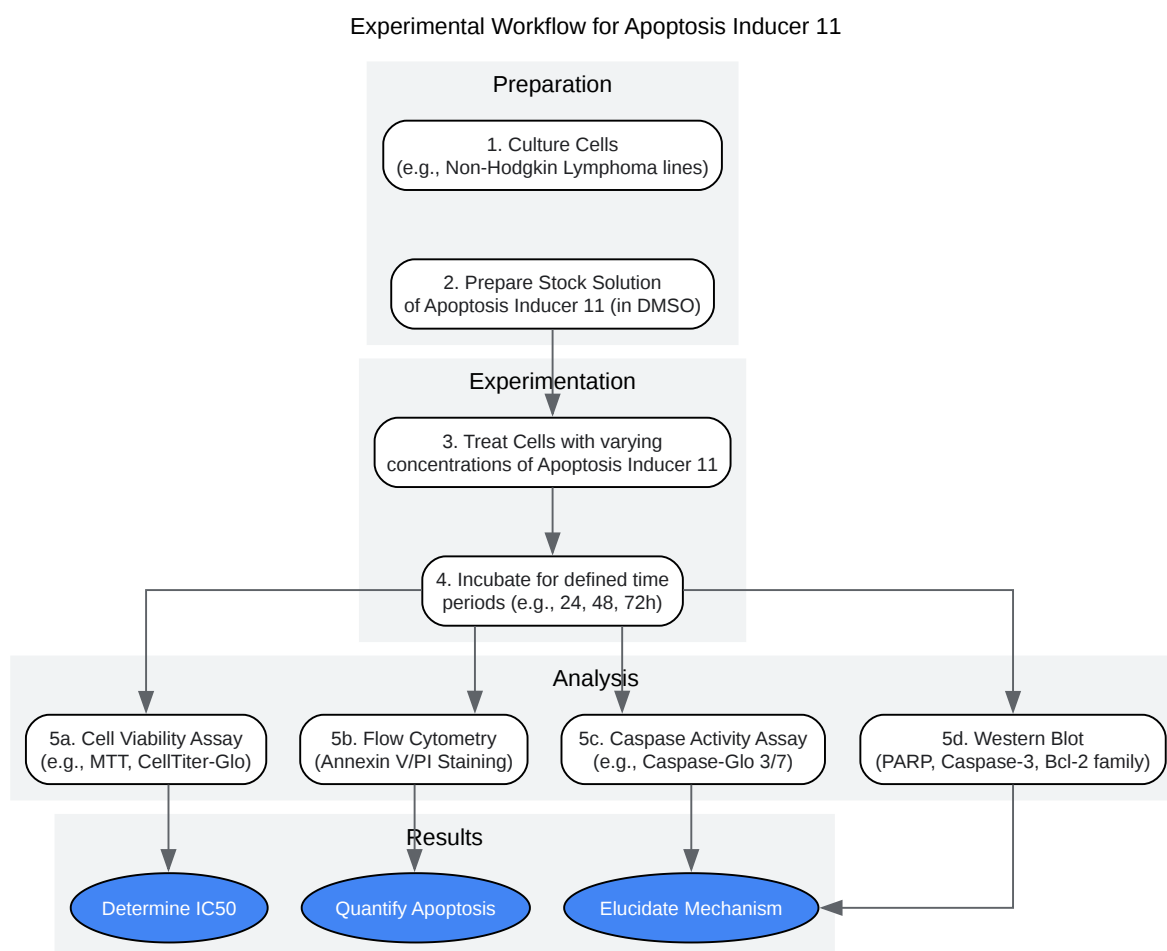 Experimental Workflow for Apoptosis Inducer 11
Preparation
1. Culture Cells
(e.g., Non-Hodgkin Lymphoma lines)
2. Prepare Stock Solution
of Apoptosis Inducer 11 (in DMSO)
Experimentation
3. Treat Cells with varying
concentrations of Apoptosis Inducer 11
4. Incubate for defined time
periods (e.g., 24, 48, 72h)
Analysis
5a. Cell Viability Assay
(e.g., MTT, CellTiter-Glo)
5b. Flow Cytometry
(Annexin V/PI Staining)
5c. Caspase Activity Assay
(e.g., Caspase-Glo 3/7)
5d. Western Blot
(PARP, Caspase-3, Bcl-2 family)
Results
Determine IC50
Quantify Apoptosis
Elucidate Mechanism